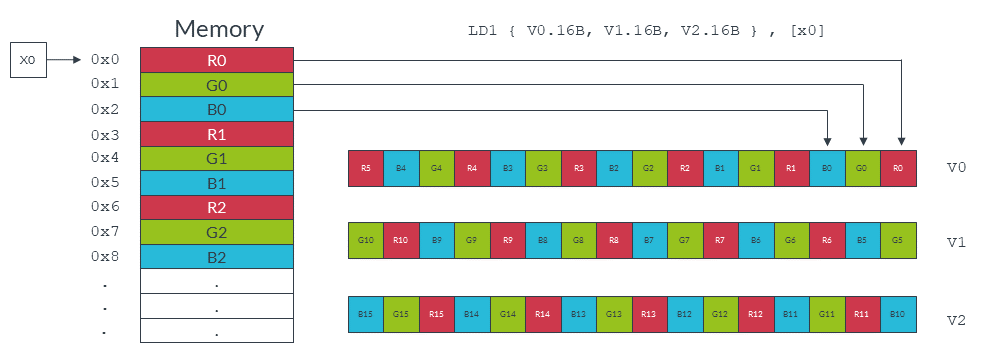 Memory
LD1 { V0.16B, V1.16B, V2.16B } , [x0]
X0
0x0 R0
0x1 G0
0x2 B0
0x3 R1
0x4 G1
0x5 B1
0x6 R2
0x7 G2
0x8 B2
. .
. .
. .
R5 B4 G4 R4 B3 G3 R3 B2 G2 R2 B1 G1 R1 B0 G0 R0 V0
G10 R10 B9 G9 R9 B8 G8 R8 B7 G7 R7 B6 G6 R6 B5 G5 V1
B15 G15 R15 B14 G14 R14 B13 G13 R13 B12 G12 R12 B11 G11 R11 B10 V2